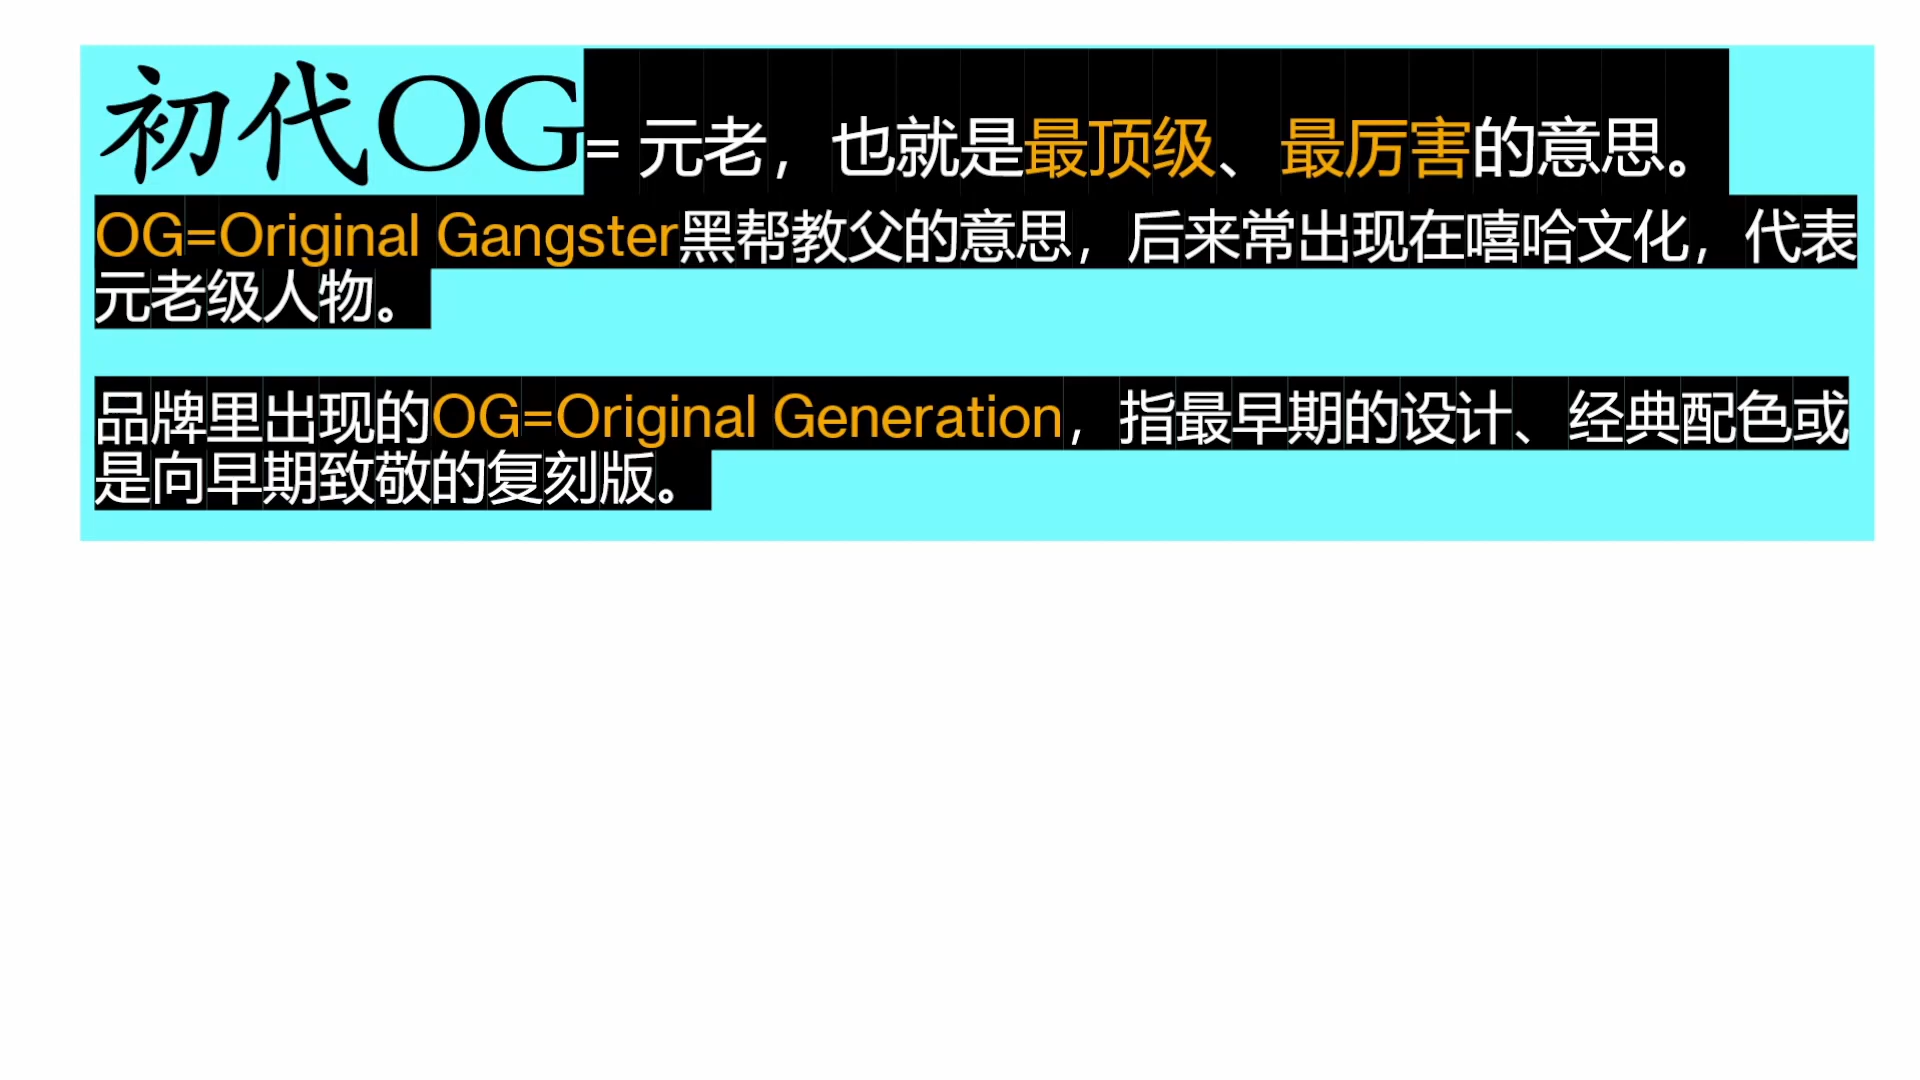 初代OG= 元老，也就是最顶级、最厉害的意思。
OG=Original Gangster黑帮教父的意思，后来常出现在嘻哈文化，代表
元老级人物。
品牌里出现的OG=Original Generation，指最早期的设计、经典配色或
是向早期致敬的复刻版。